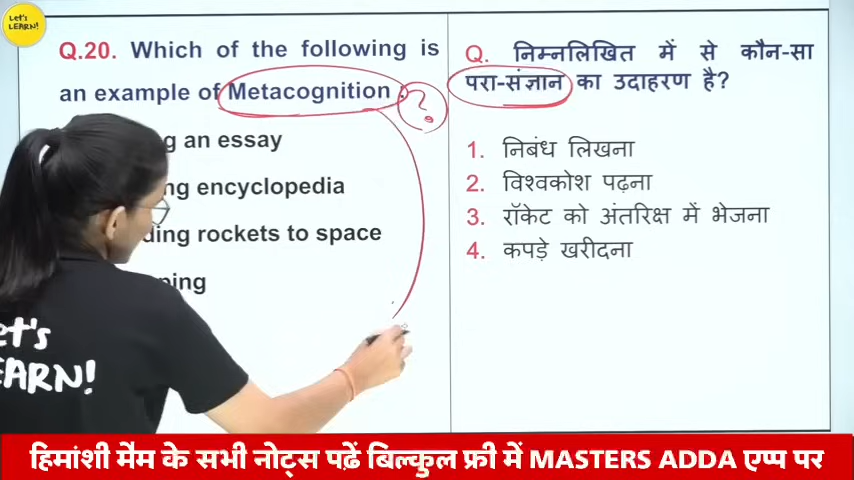 Let's
LEARN!
Q.20. Which of the following is
an example of Metacognition ?
g an essay
ng encyclopedia
ding rockets to space
ping
Q. निम्नलिखित में से कौन-सा
परा-संज्ञान का उदाहरण है?
1. निबंध लिखना
2. विश्वकोश पढ़ना
3. रॉकेट को अंतरिक्ष में भेजना
4. कपड़े खरीदना
et's
EARN!
हिमांशी मैम के सभी नोट्स पढ़ें बिल्कुल फ्री में MASTERS ADDA एप्प पर